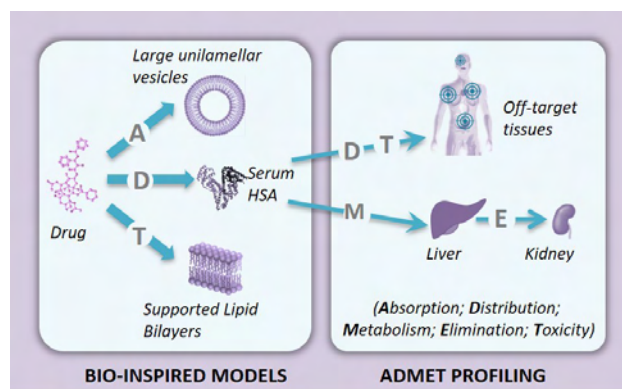 Large unilamellar
vesicles
A
D
T
Drug
Serum
HSA
Supported Lipid
Bilayers
BIO-INSPIRED MODELS
Off-target
tissues
D T
M
E
Liver
Kidney
(Absorption; Distribution;
Metabolism; Elimination; Toxicity)
ADMET PROFILING